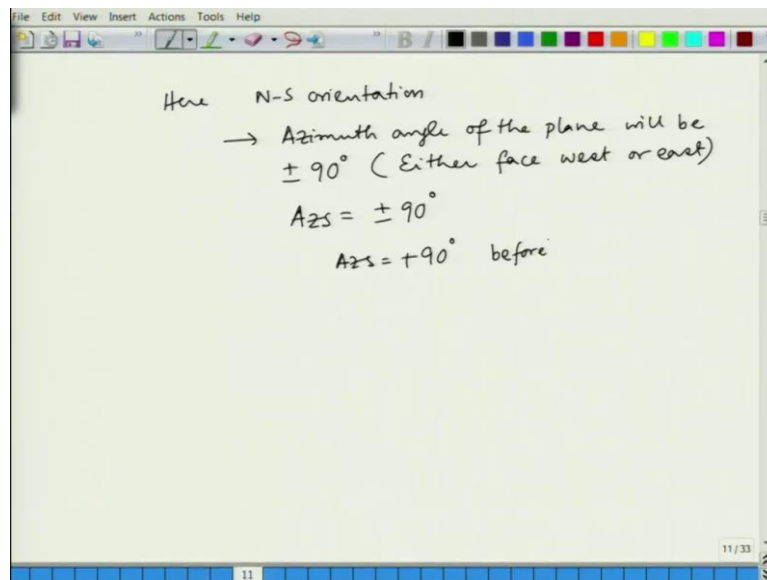 File Edit View Insert Actions Tools Help
B I
Here N-S orientation
→ Azimuth angle of the plane will be
± 90° (Either face west or east)
Azs = ± 90°
Azs = +90° before
11/33
11